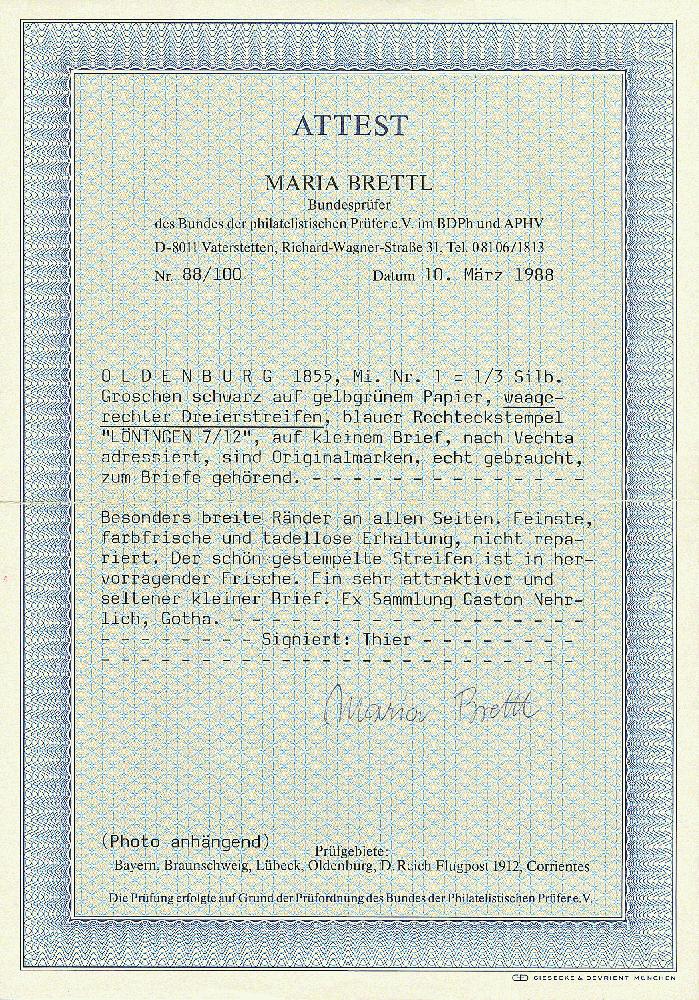 ATTEST
MARIA BRETTL
Bundesprüfer
des Bundes der philatelistischen Prüfer e.V. im BDPh und APHV
D-8011 Vaterstetten, Richard-Wagner-Straße 31, Tel. 08106/1813
Nr. 88/100 Datum 10. März 1988
O L D E N B U R G 1855, Mi. Nr. 1 = 1/3 Silb.
Groschen schwarz auf gelbgrünem Papier, waage-
rechter Dreierstreifen, blauer Rechteckstempel
"LÖNINGEN 7/12", auf kleinem Brief, nach Vechta
adressiert, sind Originalmarken, echt gebraucht,
zum Briefe gehörend. - - - - - - - - - - - - - -
Besonders breite Ränder an allen Seiten. Feinste,
farbfrische und tadellose Erhaltung, nicht repa-
riert. Der schön gestempelte Streifen ist in her-
vorragender Frische. Ein sehr attraktiver und
seltener kleiner Brief. Ex Sammlung Gaston Nehr-
lich, Gotha. - - - - - - - - - - - - - - - - - -
- - - - - - - - Signiert: Thier - - - - - - - -
- - - - - - - - - - - - - - - - - - - - - - - -
Maria Brettl
(Photo anhängend)
Prüfgebiete:
Bayern, Braunschweig, Lübeck, Oldenburg, D. Reich Flugpost 1912, Corrientes
Die Prüfung erfolgte auf Grund der Prüfordnung des Bundes der Philatelistischen Prüfer e.V.
GD GIESECKE & DEVRIENT MÜNCHEN